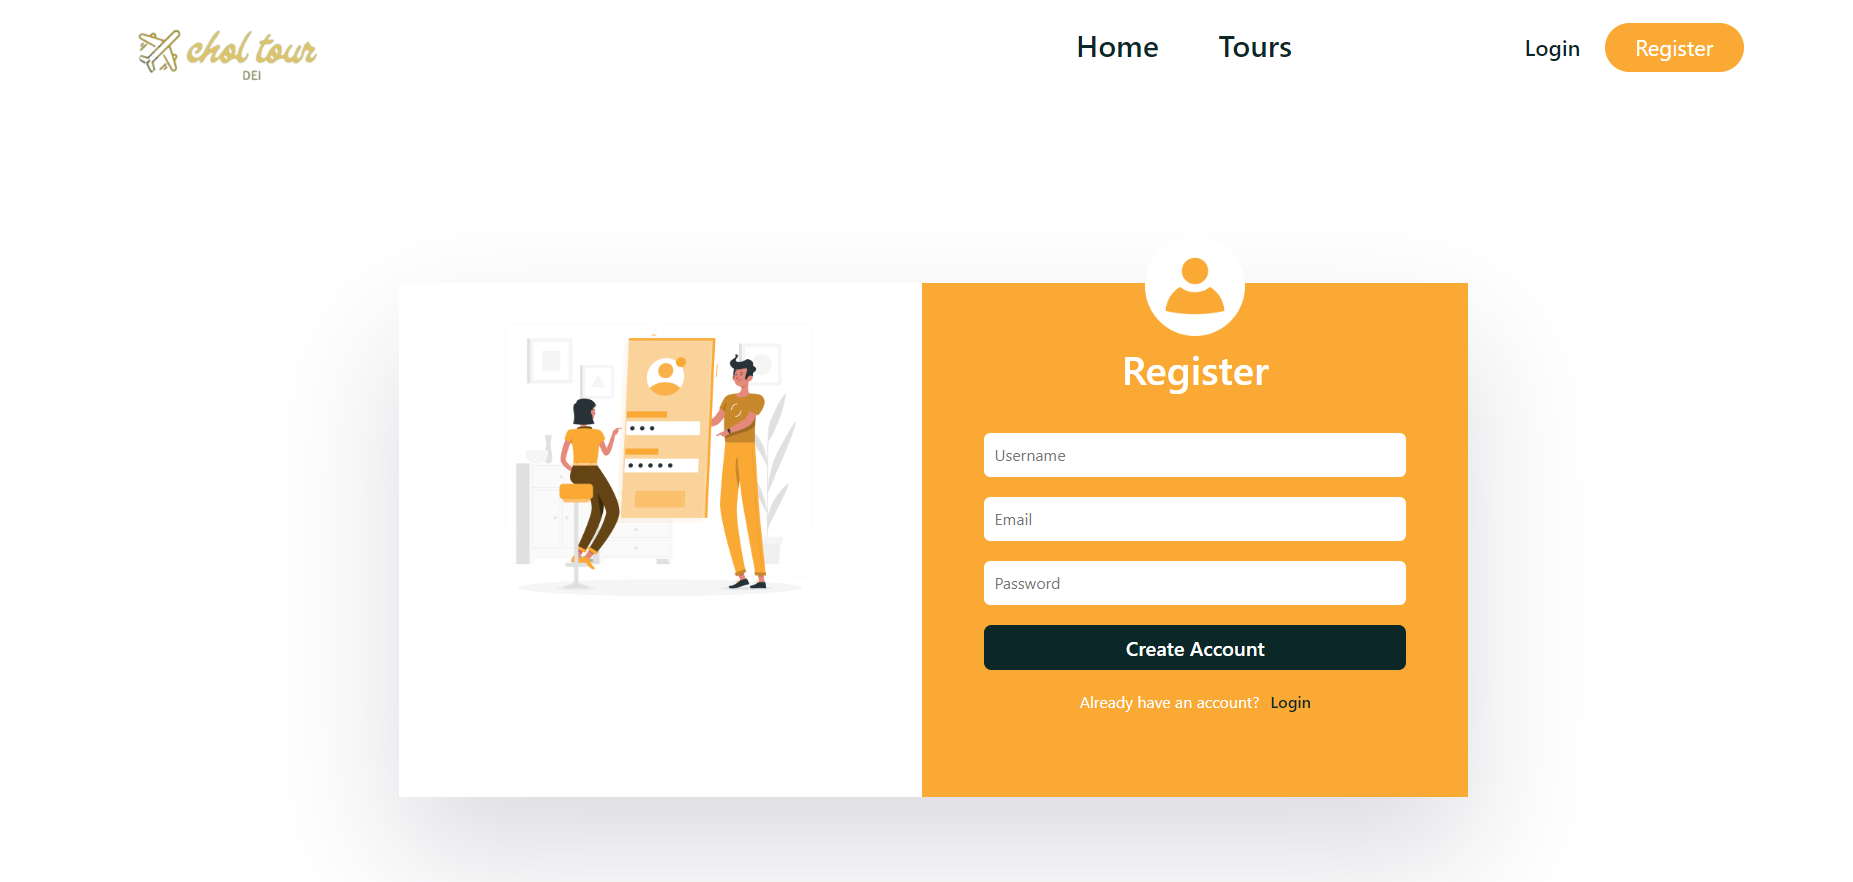 chol tour
DEI
Home
Tours
Login
Register
Register
Username
Email
Password
Create Account
Already have an account? Login